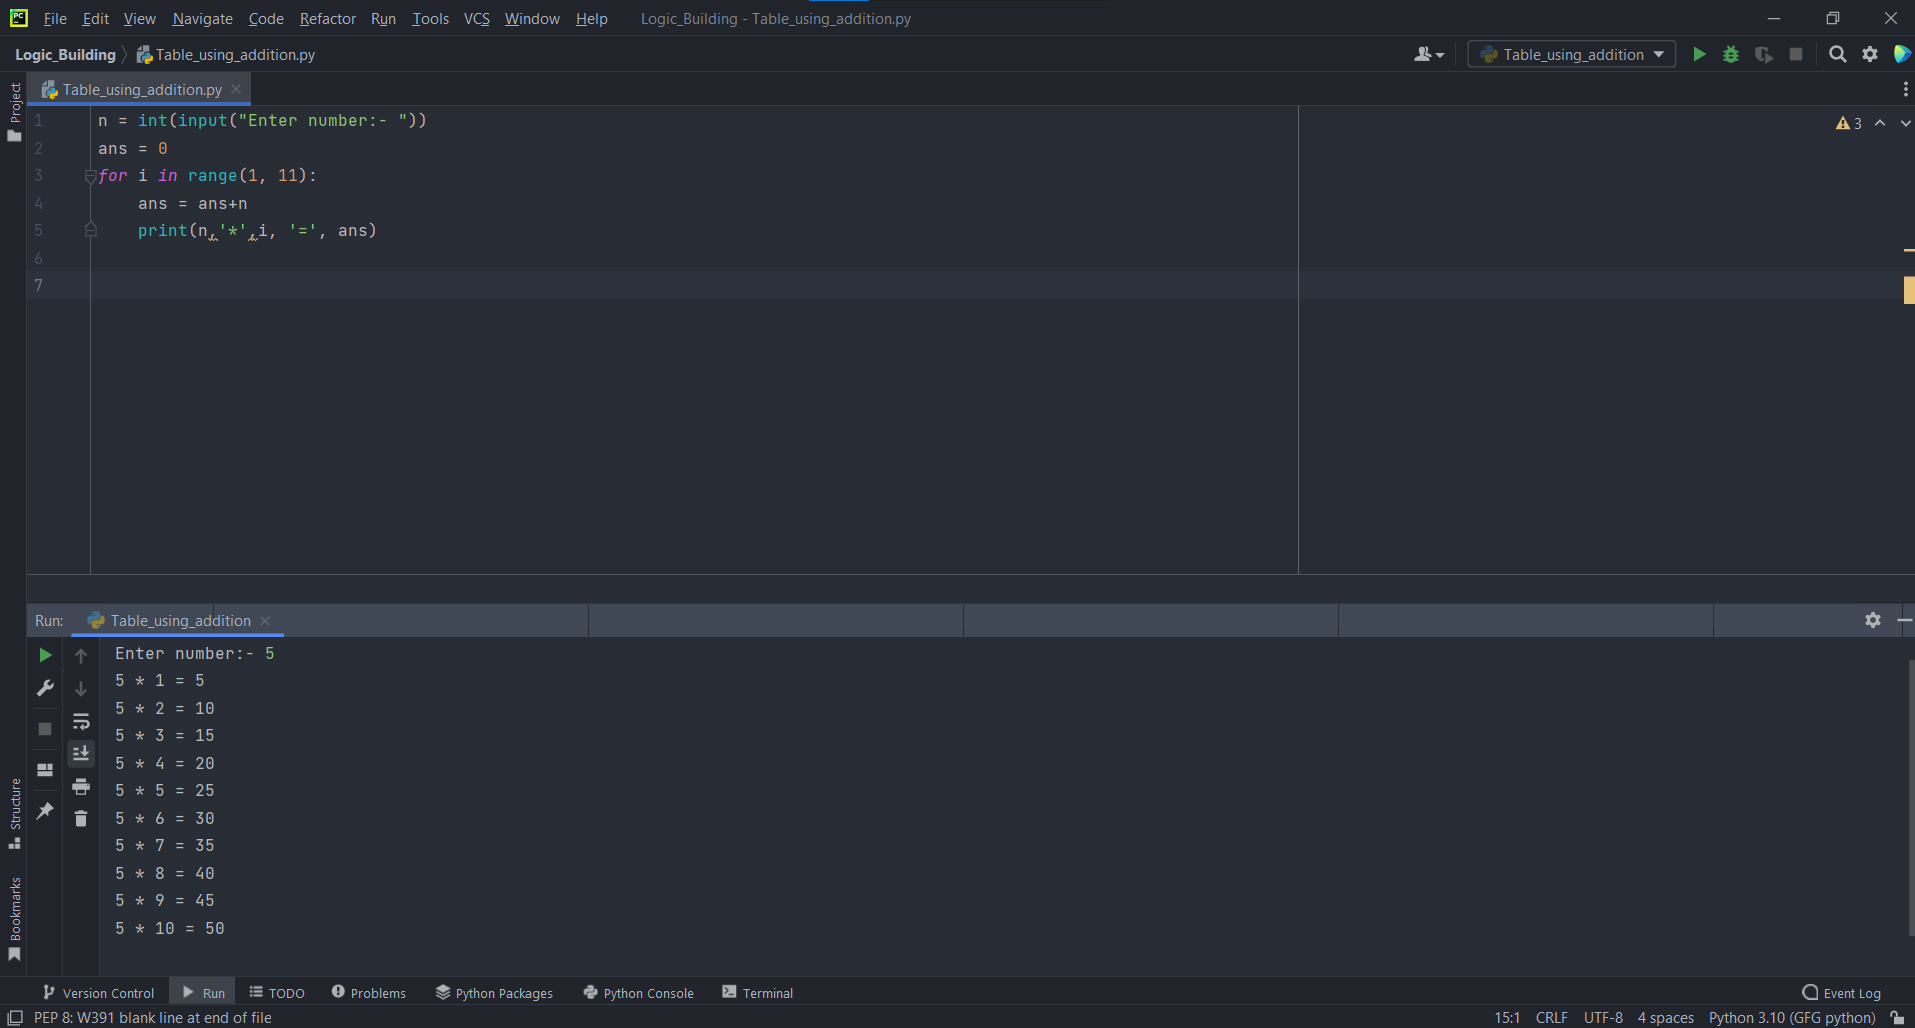 PC File Edit View Navigate Code Refactor Run Tools VCS Window Help Logic_Building - Table_using_addition.py
Logic_Building Table_using_addition.py Table_using_addition
Project
Table_using_addition.py
1 n = int(input("Enter number:- "))
2 ans = 0
3 for i in range(1, 11):
4 ans = ans+n
5 print(n,'*',i, '=', ans)
6
7
3
Run: Table_using_addition
Enter number:- 5
5 * 1 = 5
5 * 2 = 10
5 * 3 = 15
5 * 4 = 20
5 * 5 = 25
5 * 6 = 30
5 * 7 = 35
5 * 8 = 40
5 * 9 = 45
5 * 10 = 50
Structure
Bookmarks
Version Control Run TODO Problems Python Packages Python Console Terminal Event Log
PEP 8: W391 blank line at end of file 15:1 CRLF UTF-8 4 spaces Python 3.10 (GFG python)